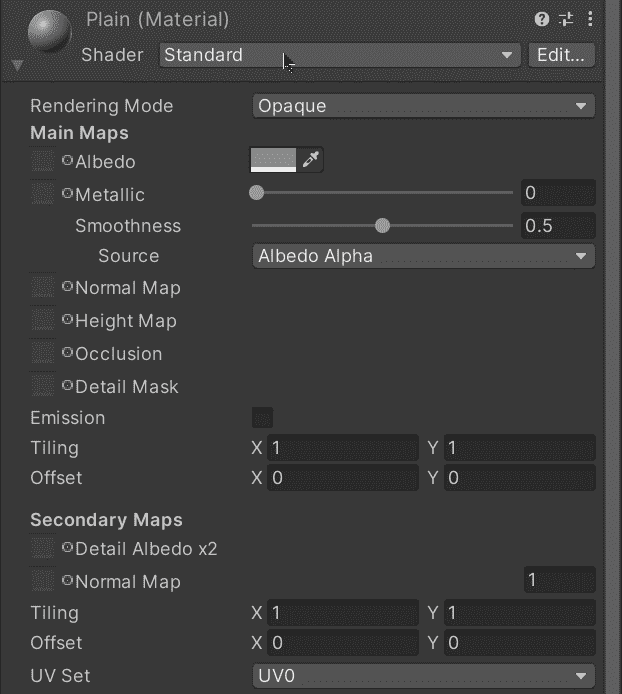 Plain (Material)
Shader Standard Edit...
Rendering Mode Opaque
Main Maps
Albedo
Metallic 0
Smoothness 0.5
Source Albedo Alpha
Normal Map
Height Map
Occlusion
Detail Mask
Emission
Tiling X 1 Y 1
Offset X 0 Y 0
Secondary Maps
Detail Albedo x2
Normal Map 1
Tiling X 1 Y 1
Offset X 0 Y 0
UV Set UV0